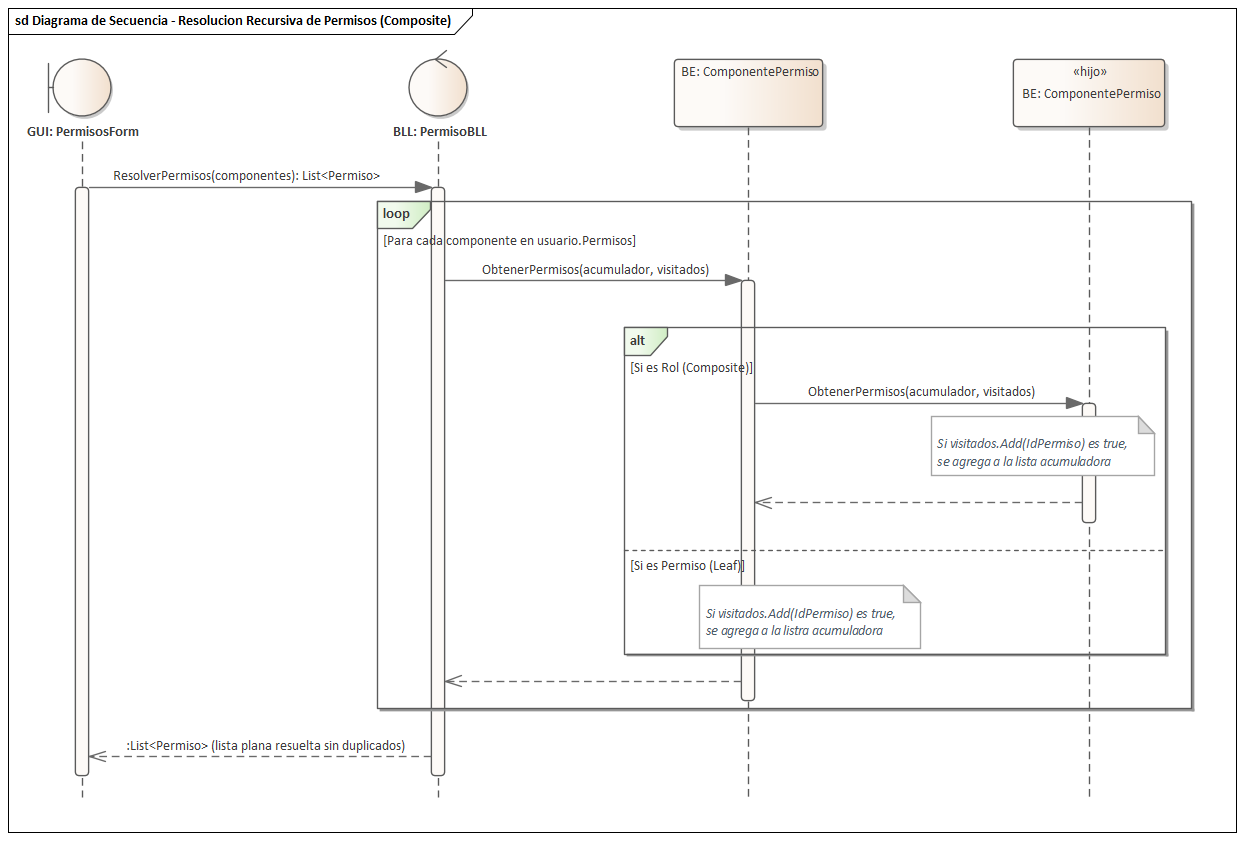 sd Diagrama de Secuencia - Resolucion Recursiva de Permisos (Composite)
GUI: PermisosForm
BLL: PermisoBLL
BE: ComponentePermiso
«hijo»
BE: ComponentePermiso
ResolverPermisos(componentes): List<Permiso>
loop
[Para cada componente en usuario.Permisos]
ObtenerPermisos(acumulador, visitados)
alt
[Si es Rol (Composite)]
ObtenerPermisos(acumulador, visitados)
Si visitados.Add(IdPermiso) es true,
se agrega a la lista acumuladora
[Si es Permiso (Leaf)]
Si visitados.Add(IdPermiso) es true,
se agrega a la listra acumuladora
:List<Permiso> (lista plana resuelta sin duplicados)